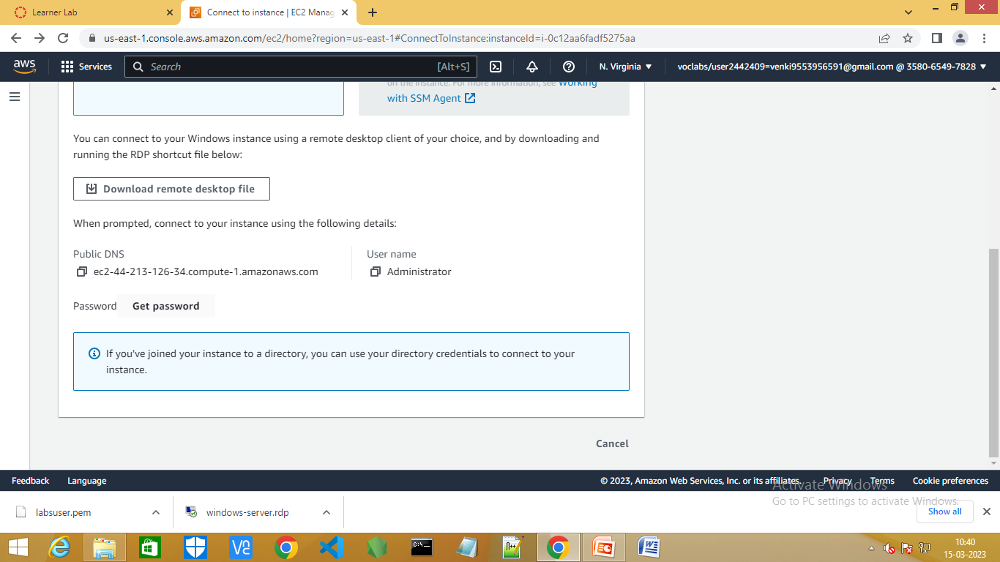 Learner Lab
Connect to instance | EC2 Manag
us-east-1.console.aws.amazon.com/ec2/home?region=us-east-1#ConnectToInstance:instanceId=i-0c12aa6fadf5275aa
aws
Services
Search
[Alt+S]
N. Virginia
voclabs/user2442409=venki9553956591@gmail.com @ 3580-6549-7828
on the instance. For more information, see Working
with SSM Agent
You can connect to your Windows instance using a remote desktop client of your choice, and by downloading and
running the RDP shortcut file below:
Download remote desktop file
When prompted, connect to your instance using the following details:
Public DNS
ec2-44-213-126-34.compute-1.amazonaws.com
User name
Administrator
Password
Get password
If you've joined your instance to a directory, you can use your directory credentials to connect to your
instance.
Cancel
Feedback
Language
© 2023, Amazon Web Services, Inc. or its affiliates.
Privacy
Terms
Cookie preferences
Activate Windows
Go to PC settings to activate Windows.
labsuser.pem
windows-server.rdp
Show all
10:40
15-03-2023